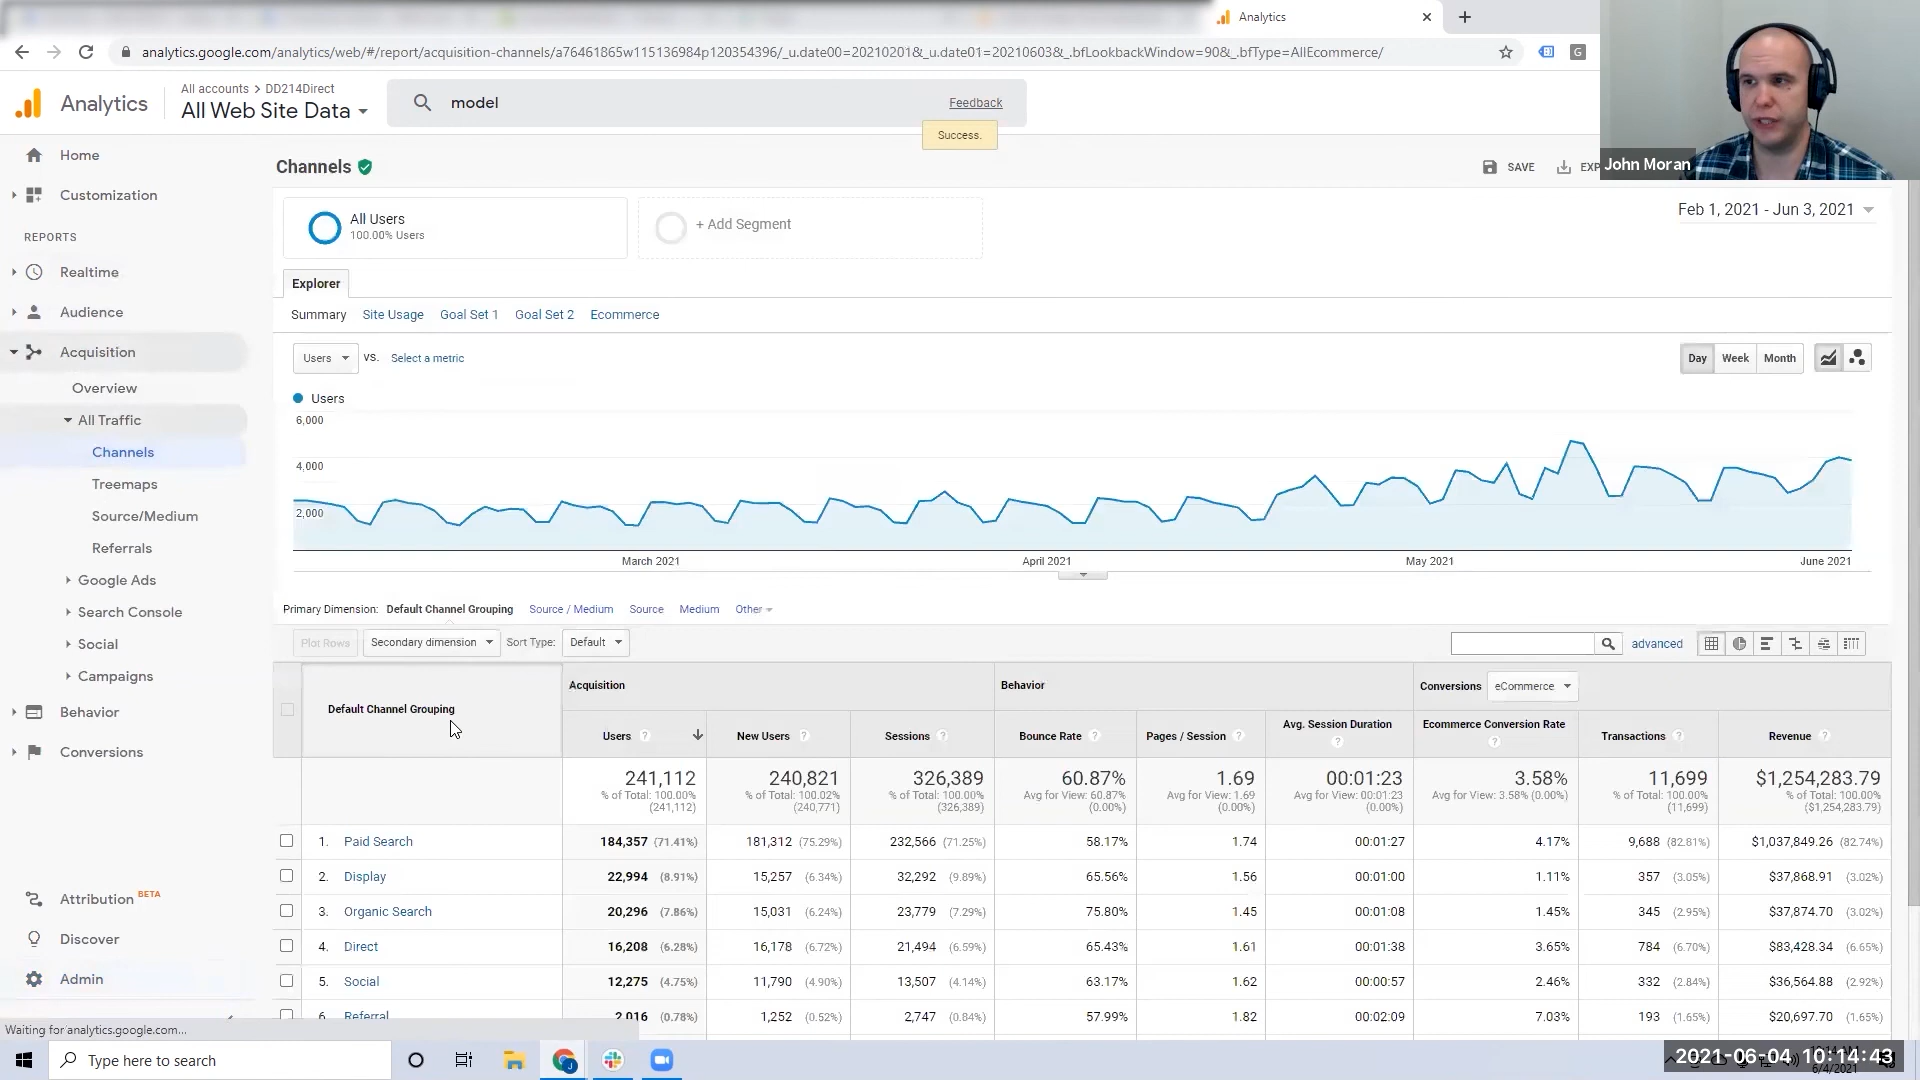 Analytics
analytics.google.com/analytics/web/#/report/acquisition-channels/a76461865w115136984p120354396/_u.date00=20210201&_u.date01=20210603&_.bfLookbackWindow=90&_.bfType=AllEcommerce/
Analytics
All accounts > DD214Direct
All Web Site Data
model
Feedback
Success.
John Moran
Home
Customization
REPORTS
Realtime
Audience
Acquisition
Overview
All Traffic
Channels
Treemaps
Source/Medium
Referrals
Google Ads
Search Console
Social
Campaigns
Behavior
Conversions
Attribution BETA
Discover
Admin
Channels
SAVE
EXP
All Users
100.00% Users
+ Add Segment
Feb 1, 2021 - Jun 3, 2021
Explorer
Summary Site Usage Goal Set 1 Goal Set 2 Ecommerce
Users VS. Select a metric
Day Week Month
Users
6,000
4,000
2,000
March 2021 April 2021 May 2021 June 2021
Primary Dimension: Default Channel Grouping Source / Medium Source Medium Other
Plot Rows Secondary dimension Sort Type: Default
advanced
Default Channel Grouping
Acquisition Behavior Conversions eCommerce
Users ? New Users ? Sessions ? Bounce Rate ? Pages / Session ? Avg. Session Duration ? Ecommerce Conversion Rate ? Transactions ? Revenue ?
241,112 240,821 326,389 60.87% 1.69 00:01:23 3.58% 11,699 $1,254,283.79
% of Total: 100.00% % of Total: 100.02% % of Total: 100.00% Avg for View: 60.87% Avg for View: 1.69 Avg for View: 00:01:23 Avg for View: 3.58% (0.00%) % of Total: 100.00% % of Total: 100.00%
(241,112) (240,771) (326,389) (0.00%) (0.00%) (0.00%) (11,699) ($1,254,283.79)
1. Paid Search 184,357 (71.41%) 181,312 (75.29%) 232,566 (71.25%) 58.17% 1.74 00:01:27 4.17% 9,688 (82.81%) $1,037,849.26 (82.74%)
2. Display 22,994 (8.91%) 15,257 (6.34%) 32,292 (9.89%) 65.56% 1.56 00:01:00 1.11% 357 (3.05%) $37,868.91 (3.02%)
3. Organic Search 20,296 (7.86%) 15,031 (6.24%) 23,779 (7.29%) 75.80% 1.45 00:01:08 1.45% 345 (2.95%) $37,874.70 (3.02%)
4. Direct 16,208 (6.28%) 16,178 (6.72%) 21,494 (6.59%) 65.43% 1.61 00:01:38 3.65% 784 (6.70%) $83,428.34 (6.65%)
5. Social 12,275 (4.75%) 11,790 (4.90%) 13,507 (4.14%) 63.17% 1.62 00:00:57 2.46% 332 (2.84%) $36,564.88 (2.92%)
6. Referral 2,016 (0.78%) 1,252 (0.52%) 2,747 (0.84%) 57.99% 1.82 00:02:09 7.03% 193 (1.65%) $20,697.70 (1.65%)
Waiting for analytics.google.com...
Type here to search
2021-06-04 10:14:43
6/4/2021